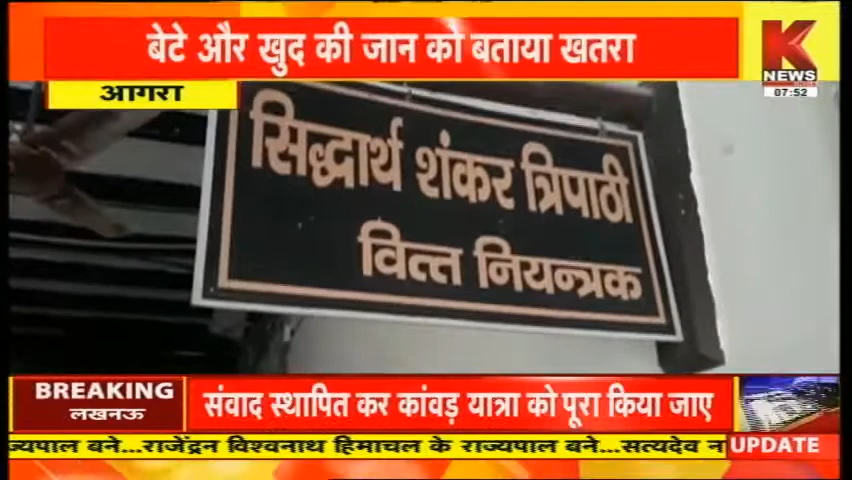 बेटे और खुद की जान को बताया खतरा
K
NEWS
INDIA
07:52
आगरा
सिद्धार्थ शंकर त्रिपाठी
वित्त नियन्त्रक
BREAKING
लखनऊ
संवाद स्थापित कर कांवड़ यात्रा को पूरा किया जाए
ज्यपाल बने...राजेंद्रन विश्वनाथ हिमाचल के राज्यपाल बने...सत्यदेव न
UPDATE